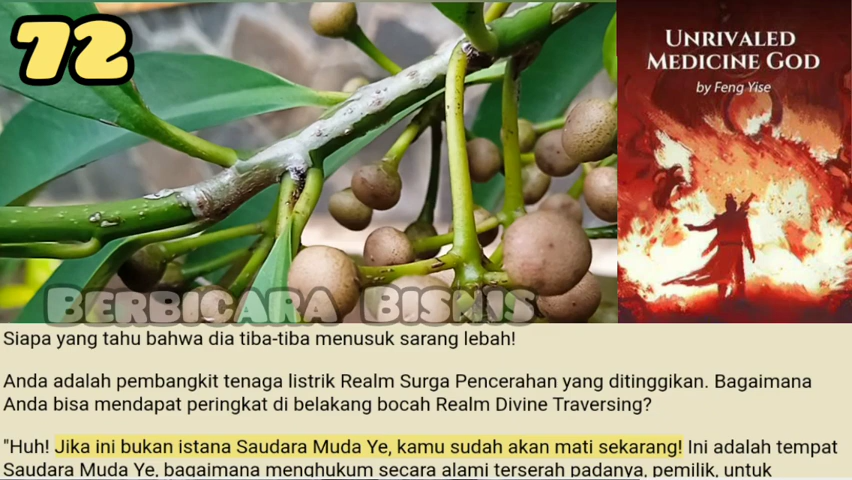 72
UNRIVALED
MEDICINE GOD
by Feng Yise
BERBICARA BISNIS
Siapa yang tahu bahwa dia tiba-tiba menusuk sarang lebah!
Anda adalah pembangkit tenaga listrik Realm Surga Pencerahan yang ditinggikan. Bagaimana
Anda bisa mendapat peringkat di belakang bocah Realm Divine Traversing?
"Huh! Jika ini bukan istana Saudara Muda Ye, kamu sudah akan mati sekarang! Ini adalah tempat
Saudara Muda Ye, bagaimana menghukum secara alami terserah padanya, pemilik, untuk